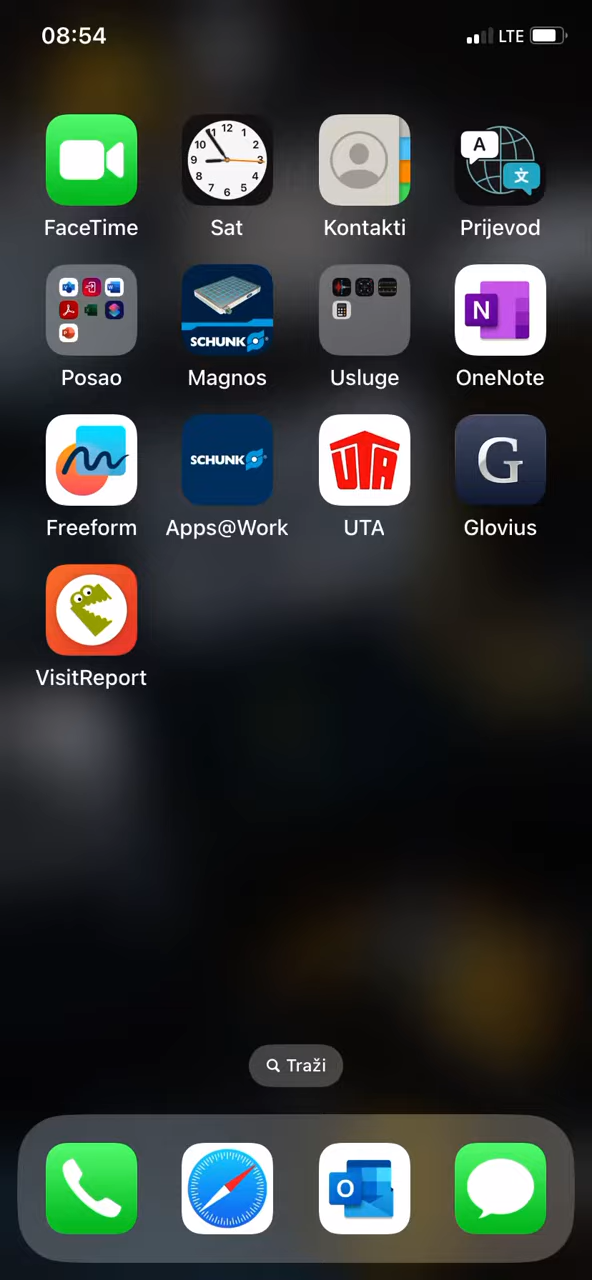 08:54 LTE
FaceTime Sat Kontakti Prijevod
SCHUNK
N
Posao Magnos Usluge OneNote
SCHUNK UTA G
Freeform Apps@Work UTA Glovius
VisitReport
Traži
O